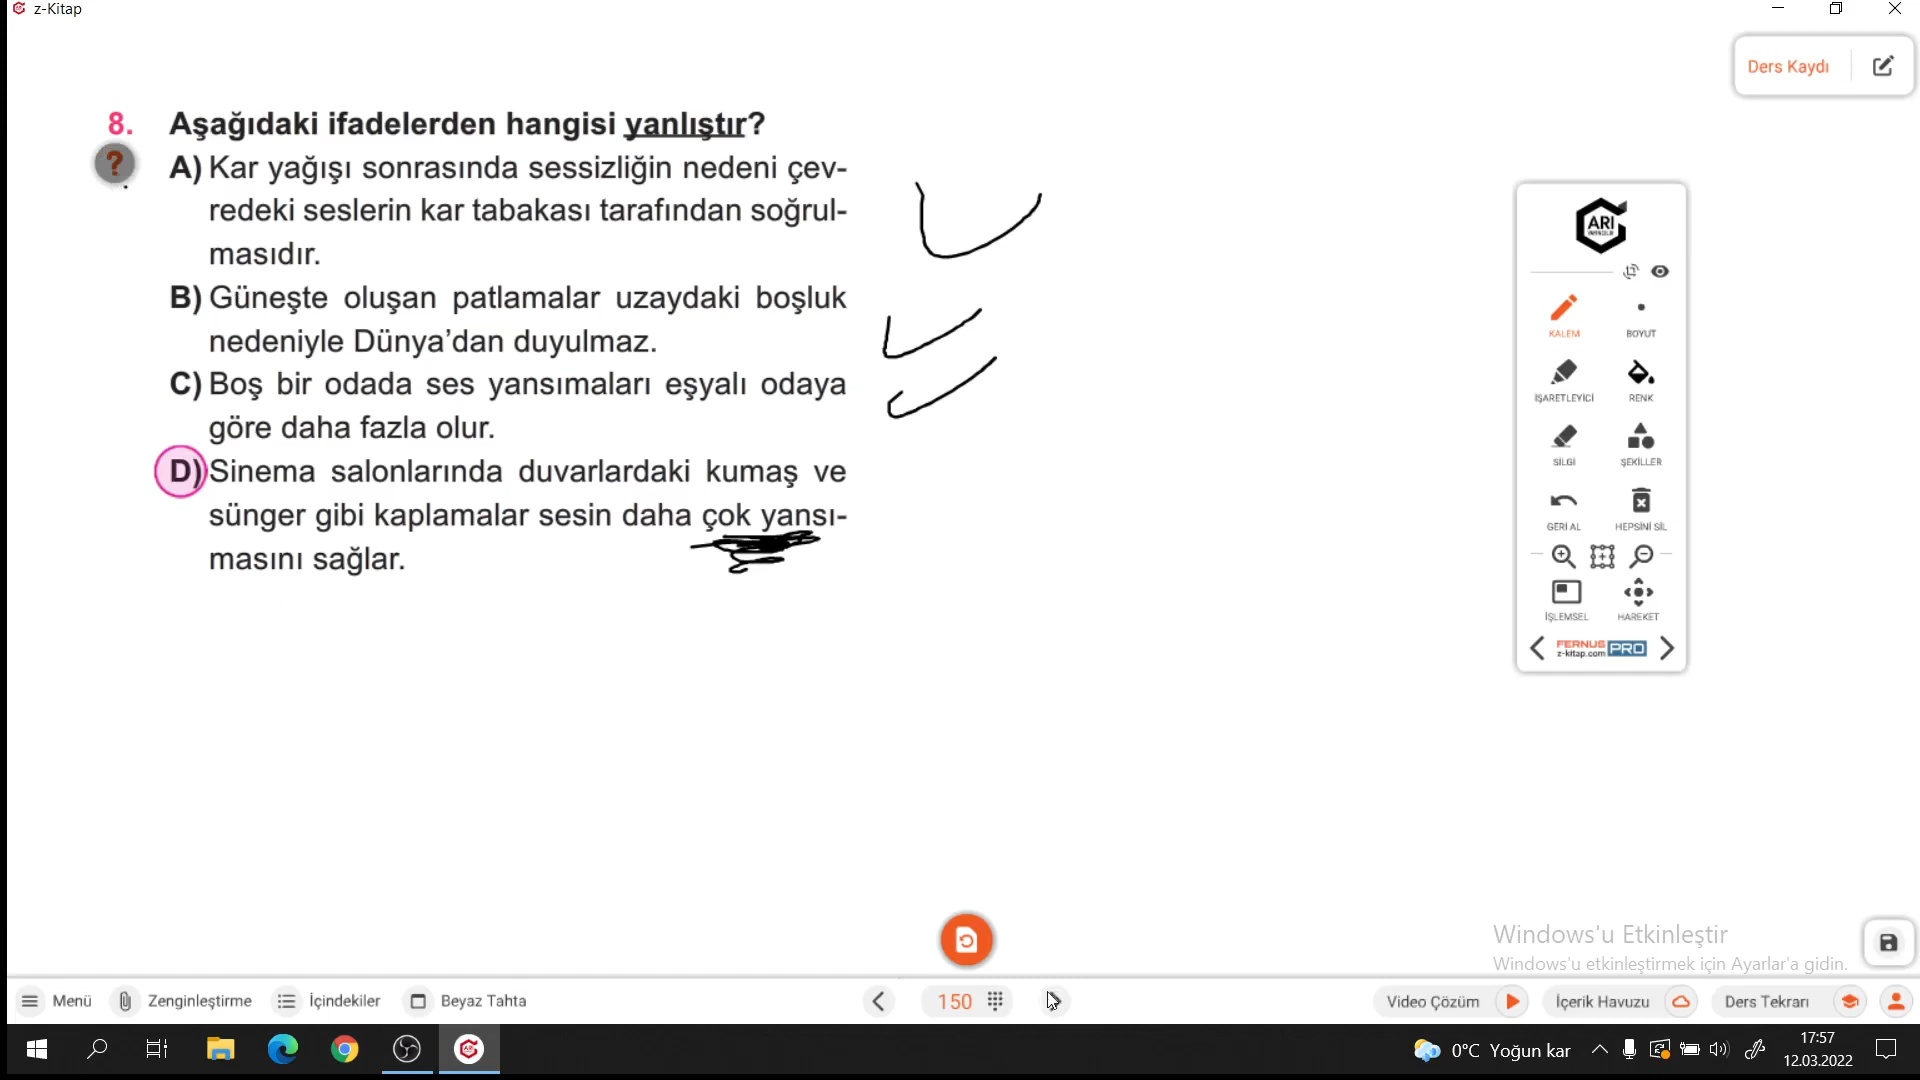 z-Kitap
Ders Kaydı
8. Aşağıdaki ifadelerden hangisi yanlıştır?
?
A) Kar yağışı sonrasında sessizliğin nedeni çev-
redeki seslerin kar tabakası tarafından soğrul-
masıdır.
B) Güneşte oluşan patlamalar uzaydaki boşluk
nedeniyle Dünya'dan duyulmaz.
C) Boş bir odada ses yansımaları eşyalı odaya
göre daha fazla olur.
D) Sinema salonlarında duvarlardaki kumaş ve
sünger gibi kaplamalar sesin daha çok yansı-
masını sağlar.
ARI
KALEM BOYUT
İŞARETLEYİCİ RENK
SİLGİ ŞEKİLLER
GERİ AL HEPSİNİ SİL
İŞLEMSEL HAREKET
FERNUS PRO
z-kitap.com
Windows'u Etkinleştir
Windows'u etkinleştirmek için Ayarlar'a gidin.
Menü Zenginleştirme İçindekiler Beyaz Tahta 150 Video Çözüm İçerik Havuzu Ders Tekrarı
0°C Yoğun kar 17:57
12.03.2022